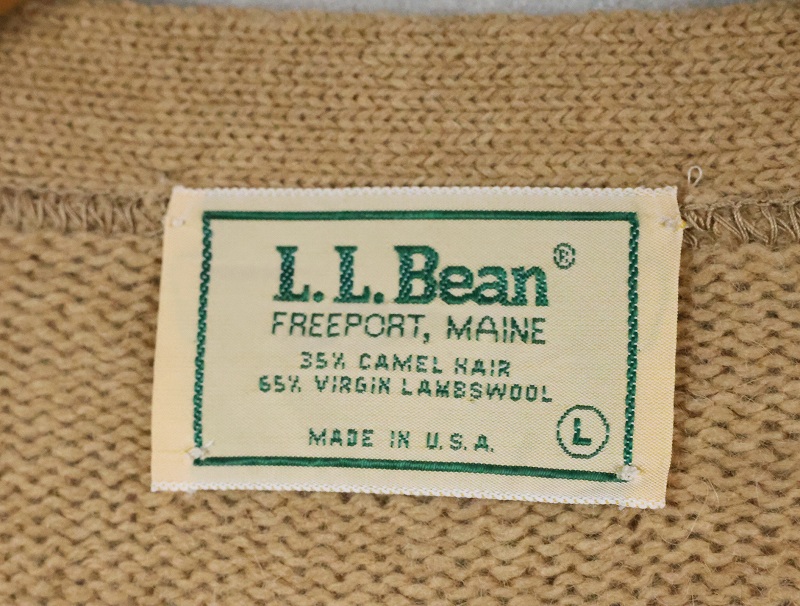 L.L.Bean®
FREEPORT, MAINE
35% CAMEL HAIR
65% VIRGIN LAMBSWOOL
MADE IN U.S.A.
L